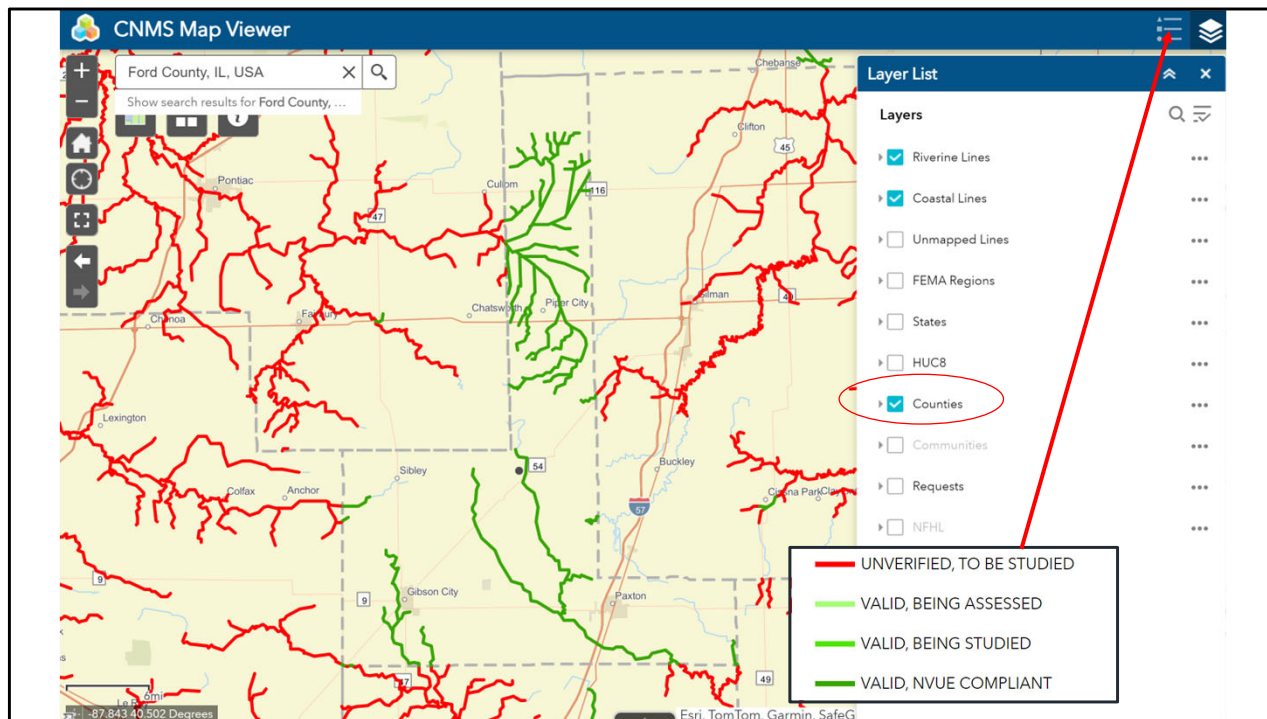 CNMS Map Viewer
Ford County, IL, USA
Show search results for Ford County, ...
Chebanse
Clifton
45
Pontiac
Cullom
116
47
Gilman
Chatsworth
Piper City
Chenoa
Fairbury
Lexington
54
Sibley
Buckley
Colfax
Anchor
57
9
9
Gibson City
Paxton
49
6mi
-87.843 40.502 Degrees
Esri, TomTom, Garmin, SafeG
Layer List
Layers
Riverine Lines
Coastal Lines
Unmapped Lines
FEMA Regions
States
HUC8
Counties
Communities
Requests
NFHL
UNVERIFIED, TO BE STUDIED
VALID, BEING ASSESSED
VALID, BEING STUDIED
VALID, NVUE COMPLIANT